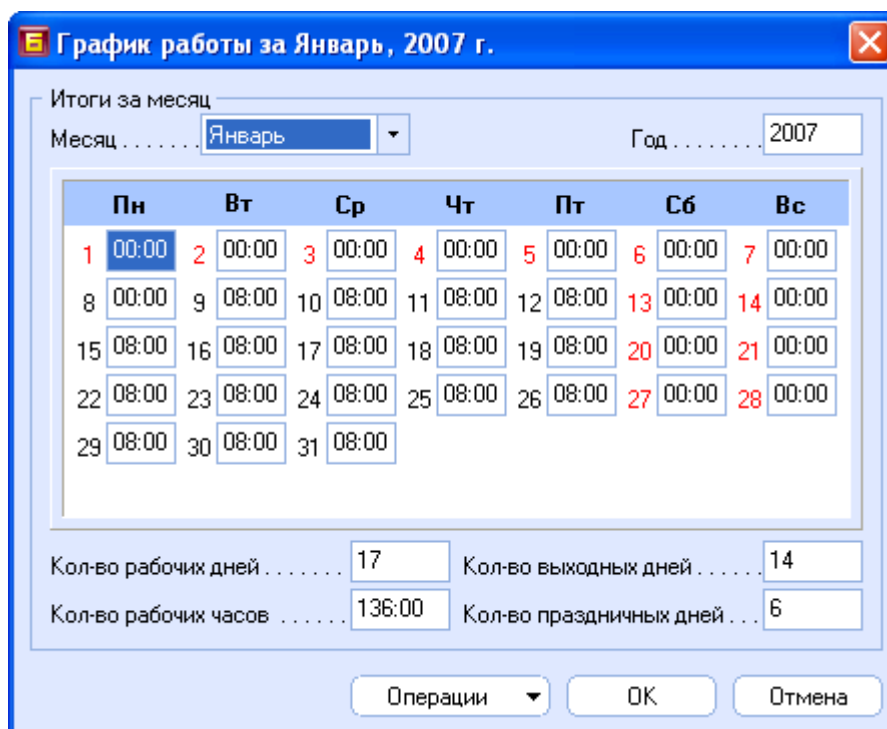 Б График работы за Январь, 2007 г.
Итоги за месяц
Месяц . . . . . . . Январь Год . . . . . . . . 2007
Пн Вт Ср Чт Пт Сб Вс
1 00:00 2 00:00 3 00:00 4 00:00 5 00:00 6 00:00 7 00:00
8 00:00 9 08:00 10 08:00 11 08:00 12 08:00 13 00:00 14 00:00
15 08:00 16 08:00 17 08:00 18 08:00 19 08:00 20 00:00 21 00:00
22 08:00 23 08:00 24 08:00 25 08:00 26 08:00 27 00:00 28 00:00
29 08:00 30 08:00 31 08:00
Кол-во рабочих дней . . . . . . . 17 Кол-во выходных дней . . . . . . 14
Кол-во рабочих часов . . . . . . 136:00 Кол-во праздничных дней . . . 6
Операции OK Отмена